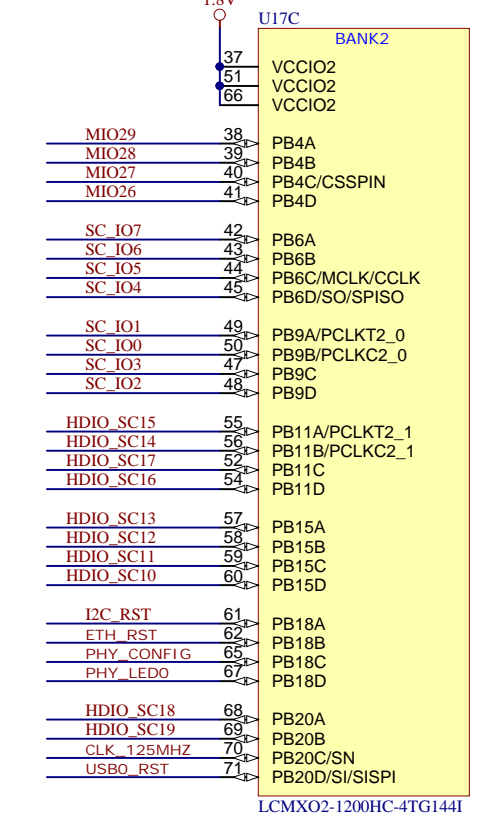 1.8V
U17C
BANK2
37 VCCIO2
51 VCCIO2
66 VCCIO2
MIO29 38 PB4A
MIO28 39 PB4B
MIO27 40 PB4C/CSSPIN
MIO26 41 PB4D
SC_IO7 42 PB6A
SC_IO6 43 PB6B
SC_IO5 44 PB6C/MCLK/CCLK
SC_IO4 45 PB6D/SO/SPISO
SC_IO1 49 PB9A/PCLKT2_0
SC_IO0 50 PB9B/PCLKC2_0
SC_IO3 47 PB9C
SC_IO2 48 PB9D
HDIO_SC15 55 PB11A/PCLKT2_1
HDIO_SC14 56 PB11B/PCLKC2_1
HDIO_SC17 52 PB11C
HDIO_SC16 54 PB11D
HDIO_SC13 57 PB15A
HDIO_SC12 58 PB15B
HDIO_SC11 59 PB15C
HDIO_SC10 60 PB15D
I2C_RST 61 PB18A
ETH_RST 62 PB18B
PHY_CONFIG 65 PB18C
PHY_LED0 67 PB18D
HDIO_SC18 68 PB20A
HDIO_SC19 69 PB20B
CLK_125MHZ 70 PB20C/SN
USB0_RST 71 PB20D/SI/SISPI
LCMXO2-1200HC-4TG144I